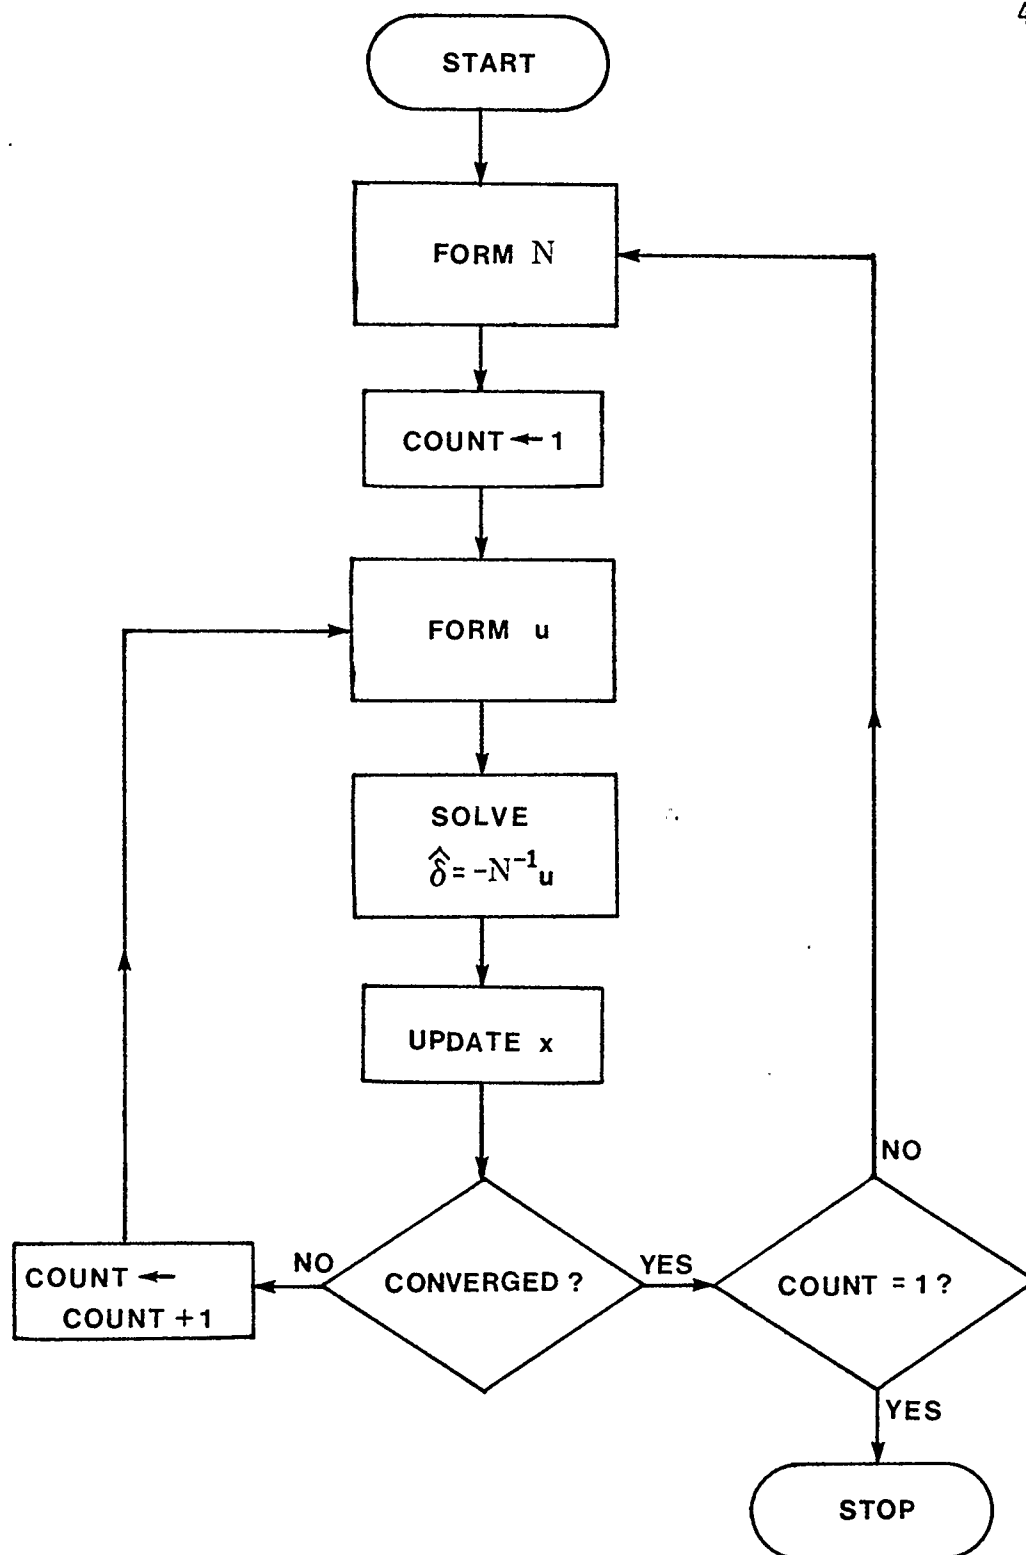 START
FORM N
COUNT ← 1
FORM u
SOLVE
δ̂ = -N⁻¹u
UPDATE x
NO
CONVERGED ?
YES
COUNT ←
COUNT + 1
NO
COUNT = 1 ?
YES
STOP